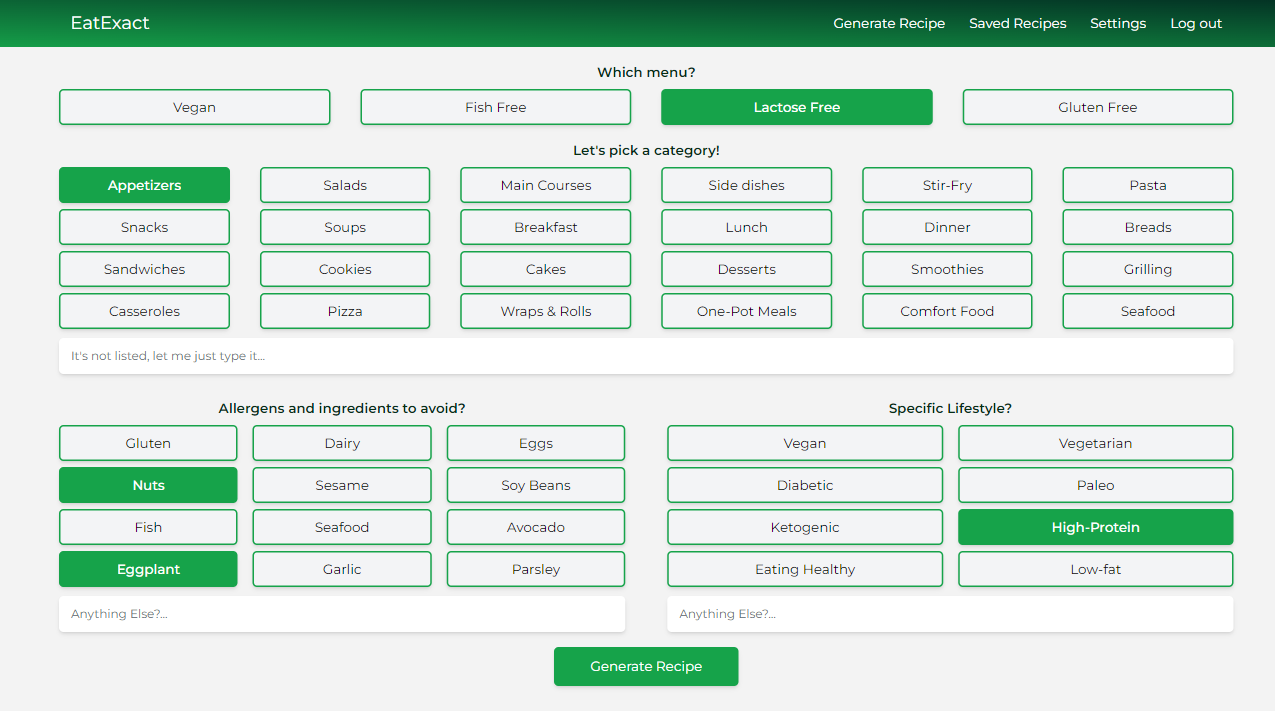 EatExact Generate Recipe Saved Recipes Settings Log out
Which menu?
Vegan Fish Free Lactose Free Gluten Free
Let's pick a category!
Appetizers Salads Main Courses Side dishes Stir-Fry Pasta
Snacks Soups Breakfast Lunch Dinner Breads
Sandwiches Cookies Cakes Desserts Smoothies Grilling
Casseroles Pizza Wraps & Rolls One-Pot Meals Comfort Food Seafood
It's not listed, let me just type it...
Allergens and ingredients to avoid?
Gluten Dairy Eggs
Nuts Sesame Soy Beans
Fish Seafood Avocado
Eggplant Garlic Parsley
Anything Else?...
Specific Lifestyle?
Vegan Vegetarian
Diabetic Paleo
Ketogenic High-Protein
Eating Healthy Low-fat
Anything Else?...
Generate Recipe